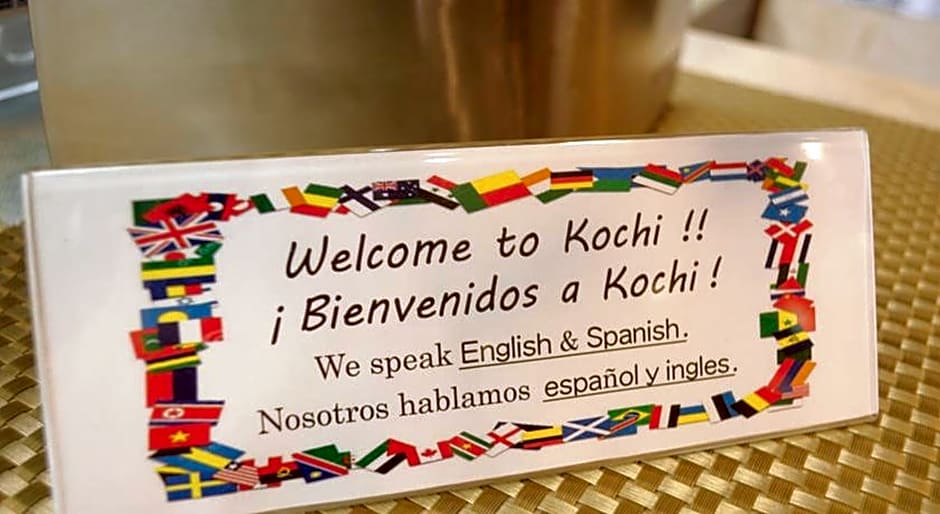 Welcome to Kochi !!
¡ Bienvenidos a Kochi !
We speak English & Spanish.
Nosotros hablamos español y ingles.